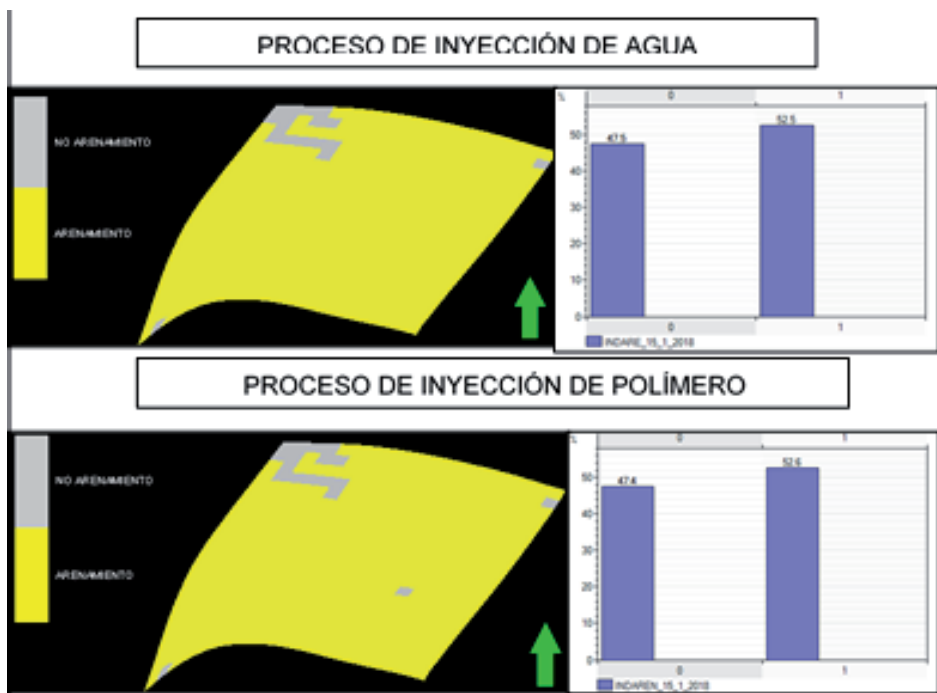 PROCESO DE INYECCIÓN DE AGUA
NO ARENAMIENTO
ARENAMIENTO
%
0 1
47.5
52.5
50
40
30
20
10
0
0 1
INDARE_15_1_2018
PROCESO DE INYECCIÓN DE POLÍMERO
NO ARENAMIENTO
ARENAMIENTO
%
0 1
47.4
52.6
50
40
30
20
10
0
0 1
INDAREN_15_1_2018